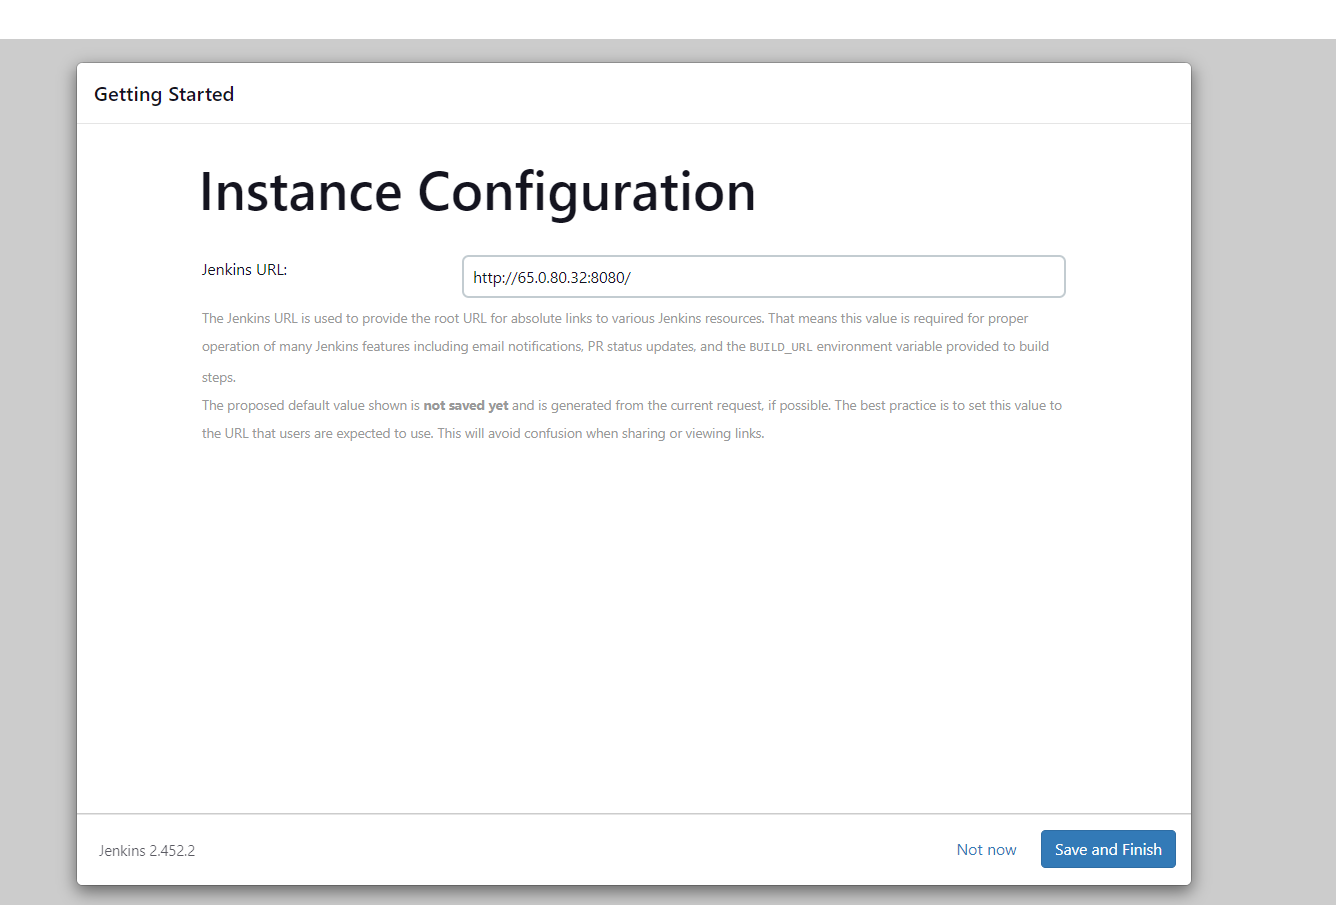 Getting Started
Instance Configuration
Jenkins URL:
http://65.0.80.32:8080/
The Jenkins URL is used to provide the root URL for absolute links to various Jenkins resources. That means this value is required for proper
operation of many Jenkins features including email notifications, PR status updates, and the BUILD_URL environment variable provided to build
steps.
The proposed default value shown is not saved yet and is generated from the current request, if possible. The best practice is to set this value to
the URL that users are expected to use. This will avoid confusion when sharing or viewing links.
Jenkins 2.452.2
Not now
Save and Finish